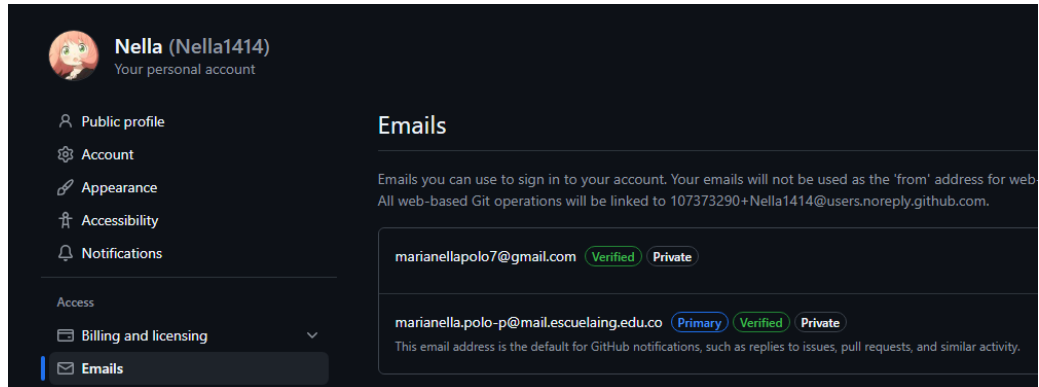 Nella (Nella1414)
Your personal account
Public profile
Account
Appearance
Accessibility
Notifications
Access
Billing and licensing
Emails
Emails
Emails you can use to sign in to your account. Your emails will not be used as the 'from' address for web-
All web-based Git operations will be linked to 107373290+Nella1414@users.noreply.github.com.
marianellapolo7@gmail.com Verified Private
marianella.polo-p@mail.escuelaing.edu.co Primary Verified Private
This email address is the default for GitHub notifications, such as replies to issues, pull requests, and similar activity.